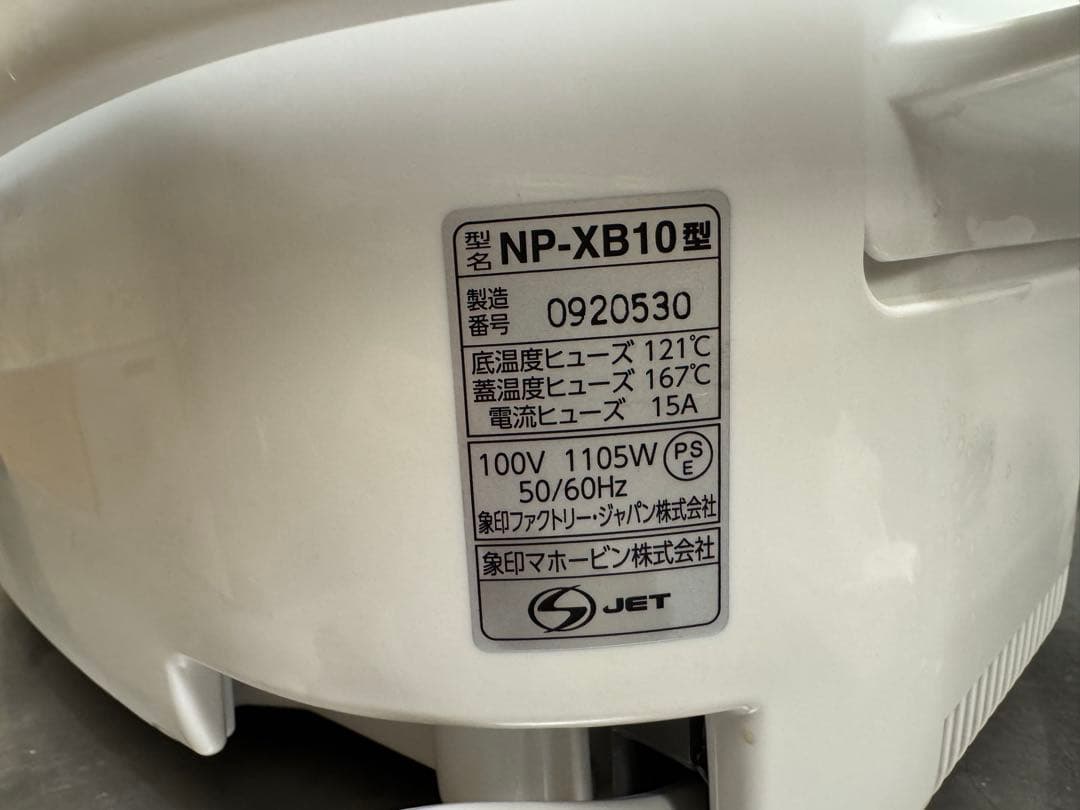 型名 NP-XB10型
製造番号 0920530
底温度ヒューズ 121℃
蓋温度ヒューズ 167℃
電流ヒューズ 15A
100V 1105W PSE
50/60Hz
象印ファクトリー・ジャパン株式会社
象印マホービン株式会社
S JET